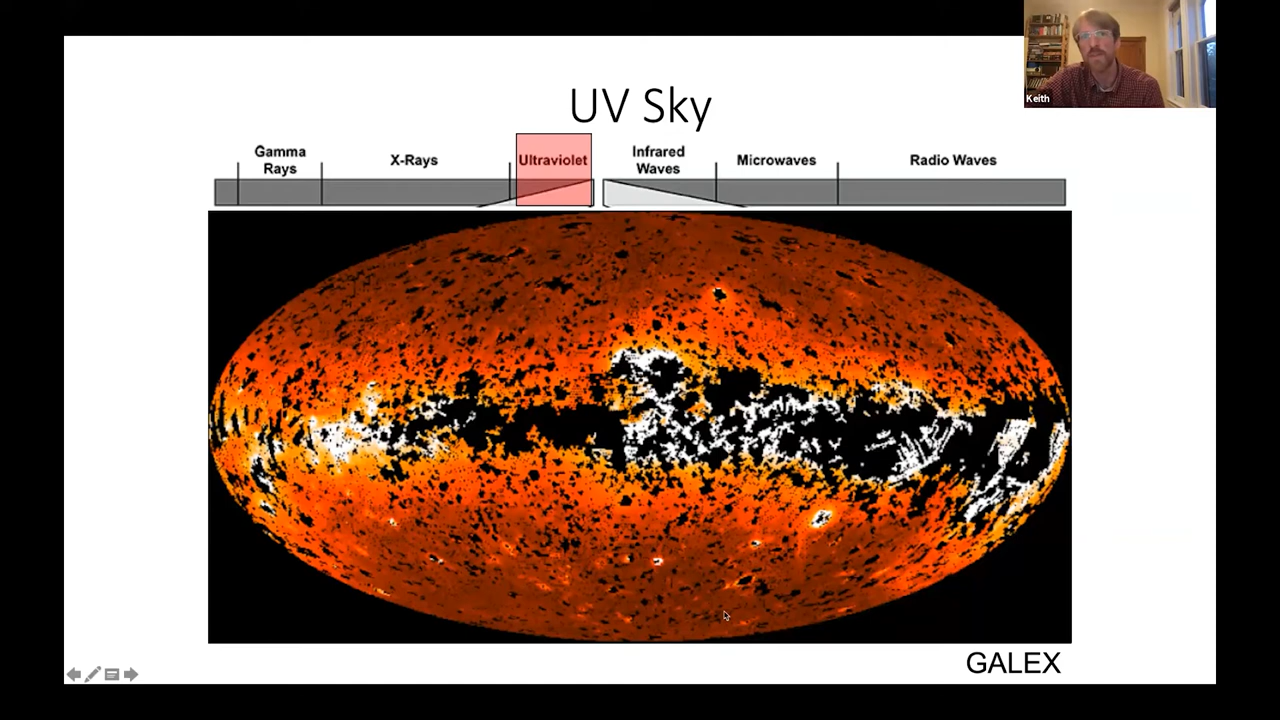 Keith
UV Sky
Gamma
Rays
X-Rays
Ultraviolet
Infrared
Waves
Microwaves
Radio Waves
GALEX